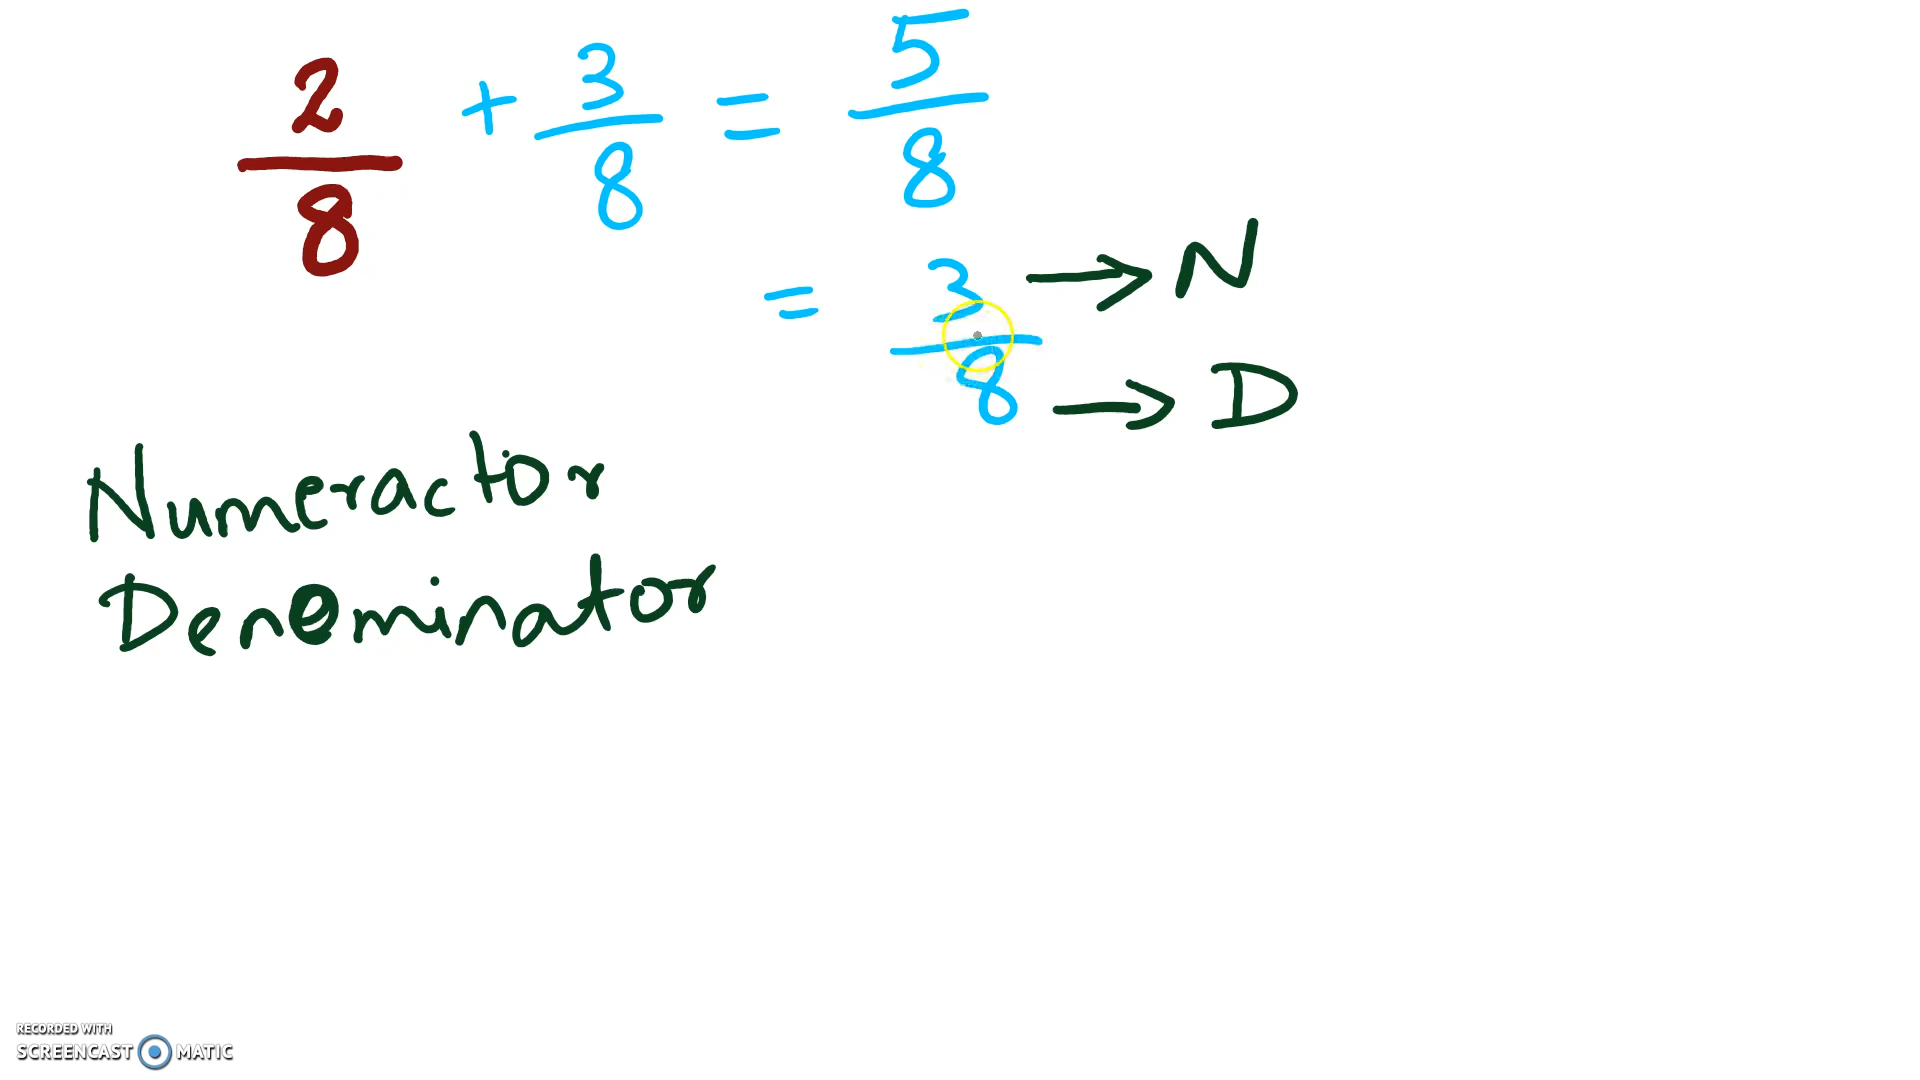 2/8 + 3/8 = 5/8
= 3/8 → N
→ D
Numeractor
Denominator
RECORDED WITH
SCREENCAST MATIC